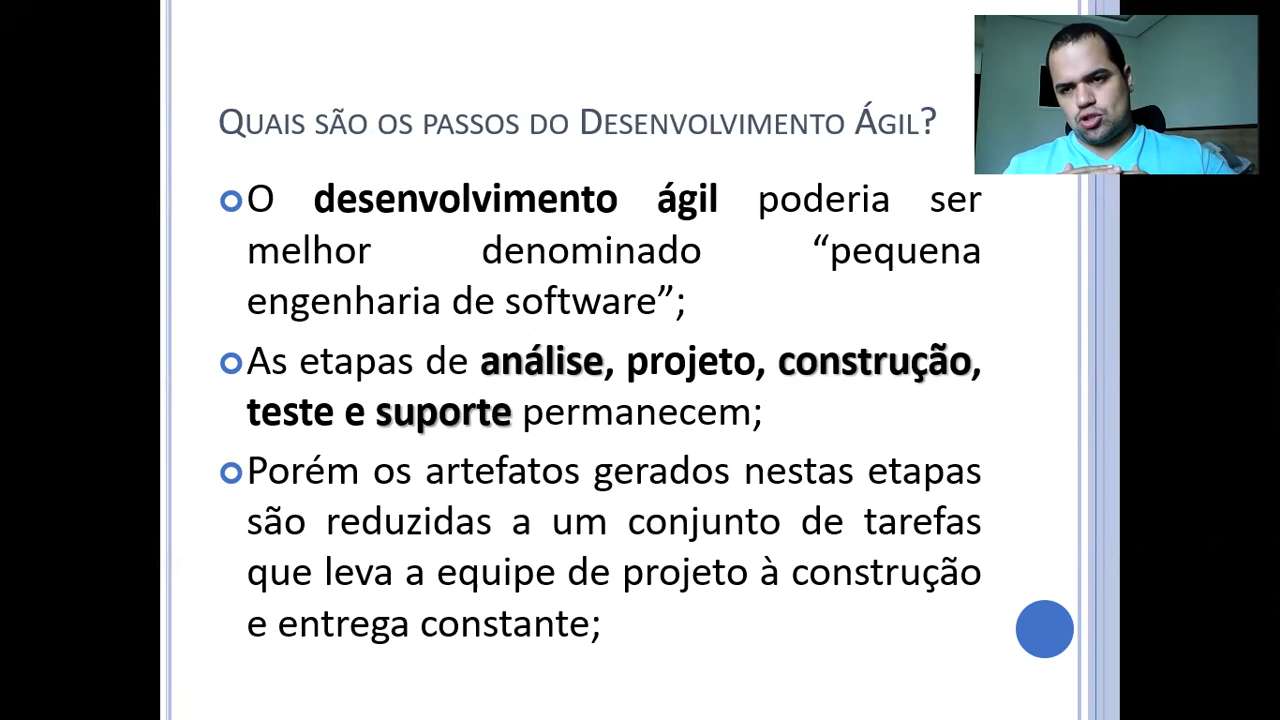 Quais são os passos do Desenvolvimento Ágil?
O desenvolvimento ágil poderia ser
melhor denominado “pequena
engenharia de software”;
As etapas de análise, projeto, construção,
teste e suporte permanecem;
Porém os artefatos gerados nestas etapas
são reduzidas a um conjunto de tarefas
que leva a equipe de projeto à construção
e entrega constante;